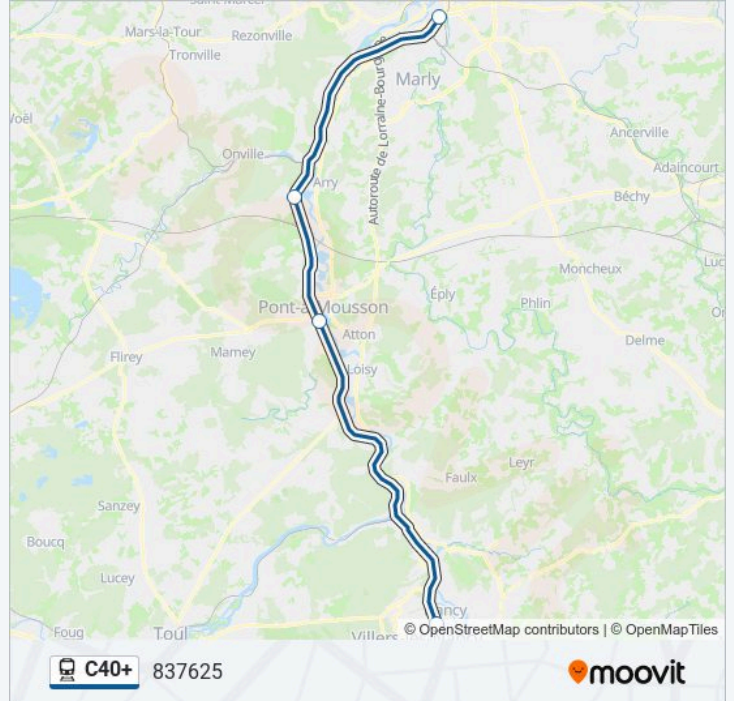 Mars-la-Tour
Rezonville
Tronville
Marly
Autoroute de Lorraine-Bourg
Ancerville
Onville
Adaincourt
Arry
Béchy
Moncheux
Éply
Phlin
Pont-à-Mousson
Atton
Delme
Flirey
Mamey
Loisy
Leyr
Faulx
Sanzey
Boucq
Lucey
ancy
Foug
Toul
Villers
© OpenStreetMap contributors | © OpenMapTiles
C40+ 837625
moovit